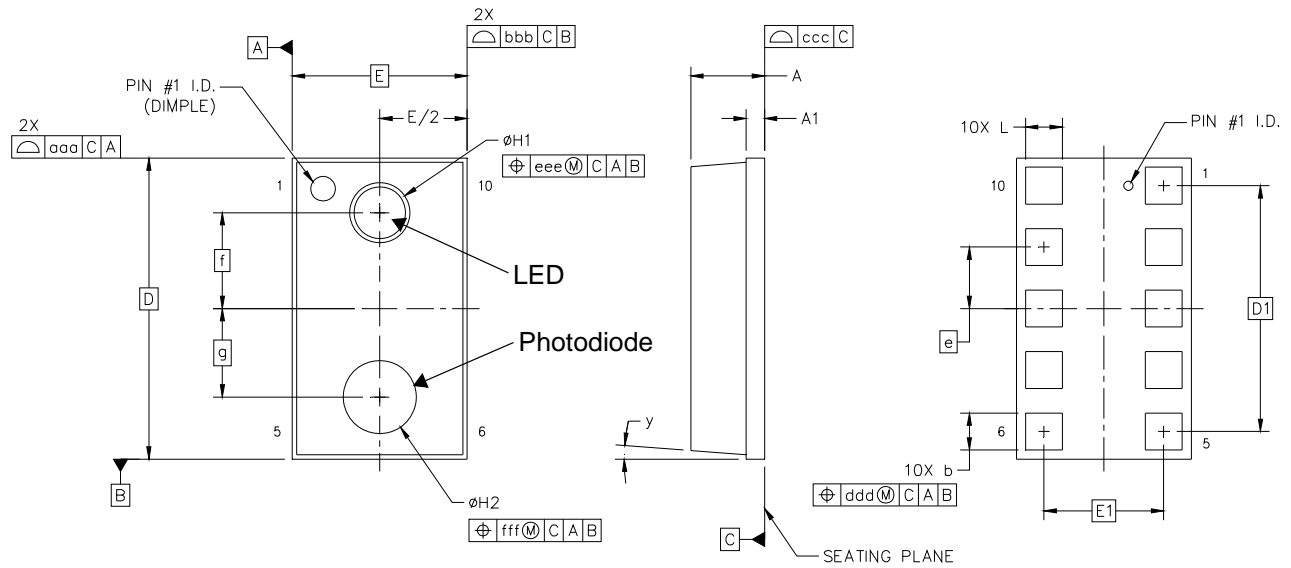 2X
⌓ bbb C B
⌓ ccc C
A
E
A
PIN #1 I.D.
(DIMPLE)
E/2
A1
10X L
PIN #1 I.D.
2X
⌓ aaa C A
øH1
⌖ eee Ⓜ C A B
1
10
10
1
f
LED
D
D1
e
g
Photodiode
5
6
y
6
5
10X b
⌖ ddd Ⓜ C A B
B
øH2
⌖ fff Ⓜ C A B
E1
C
SEATING PLANE